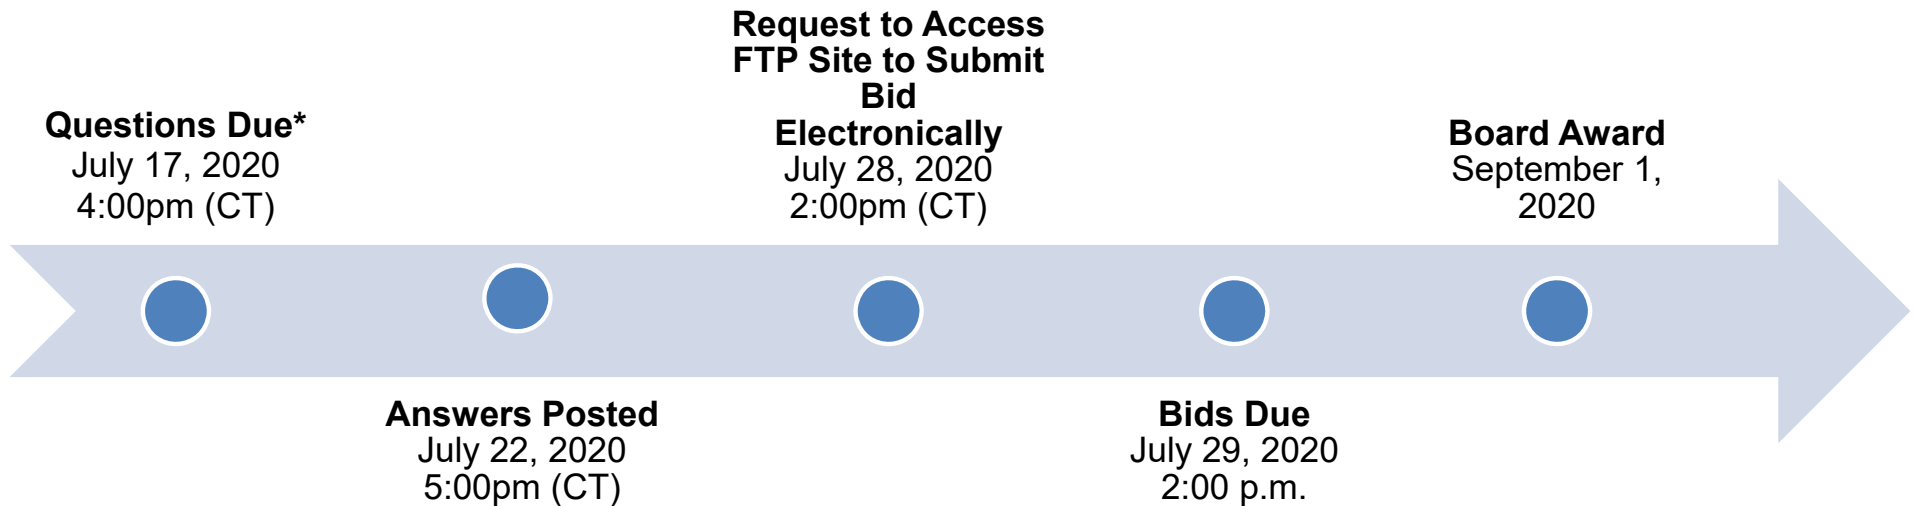 Questions Due*
July 17, 2020
4:00pm (CT)
Answers Posted
July 22, 2020
5:00pm (CT)
Request to Access
FTP Site to Submit
Bid
Electronically
July 28, 2020
2:00pm (CT)
Bids Due
July 29, 2020
2:00 p.m.
Board Award
September 1,
2020